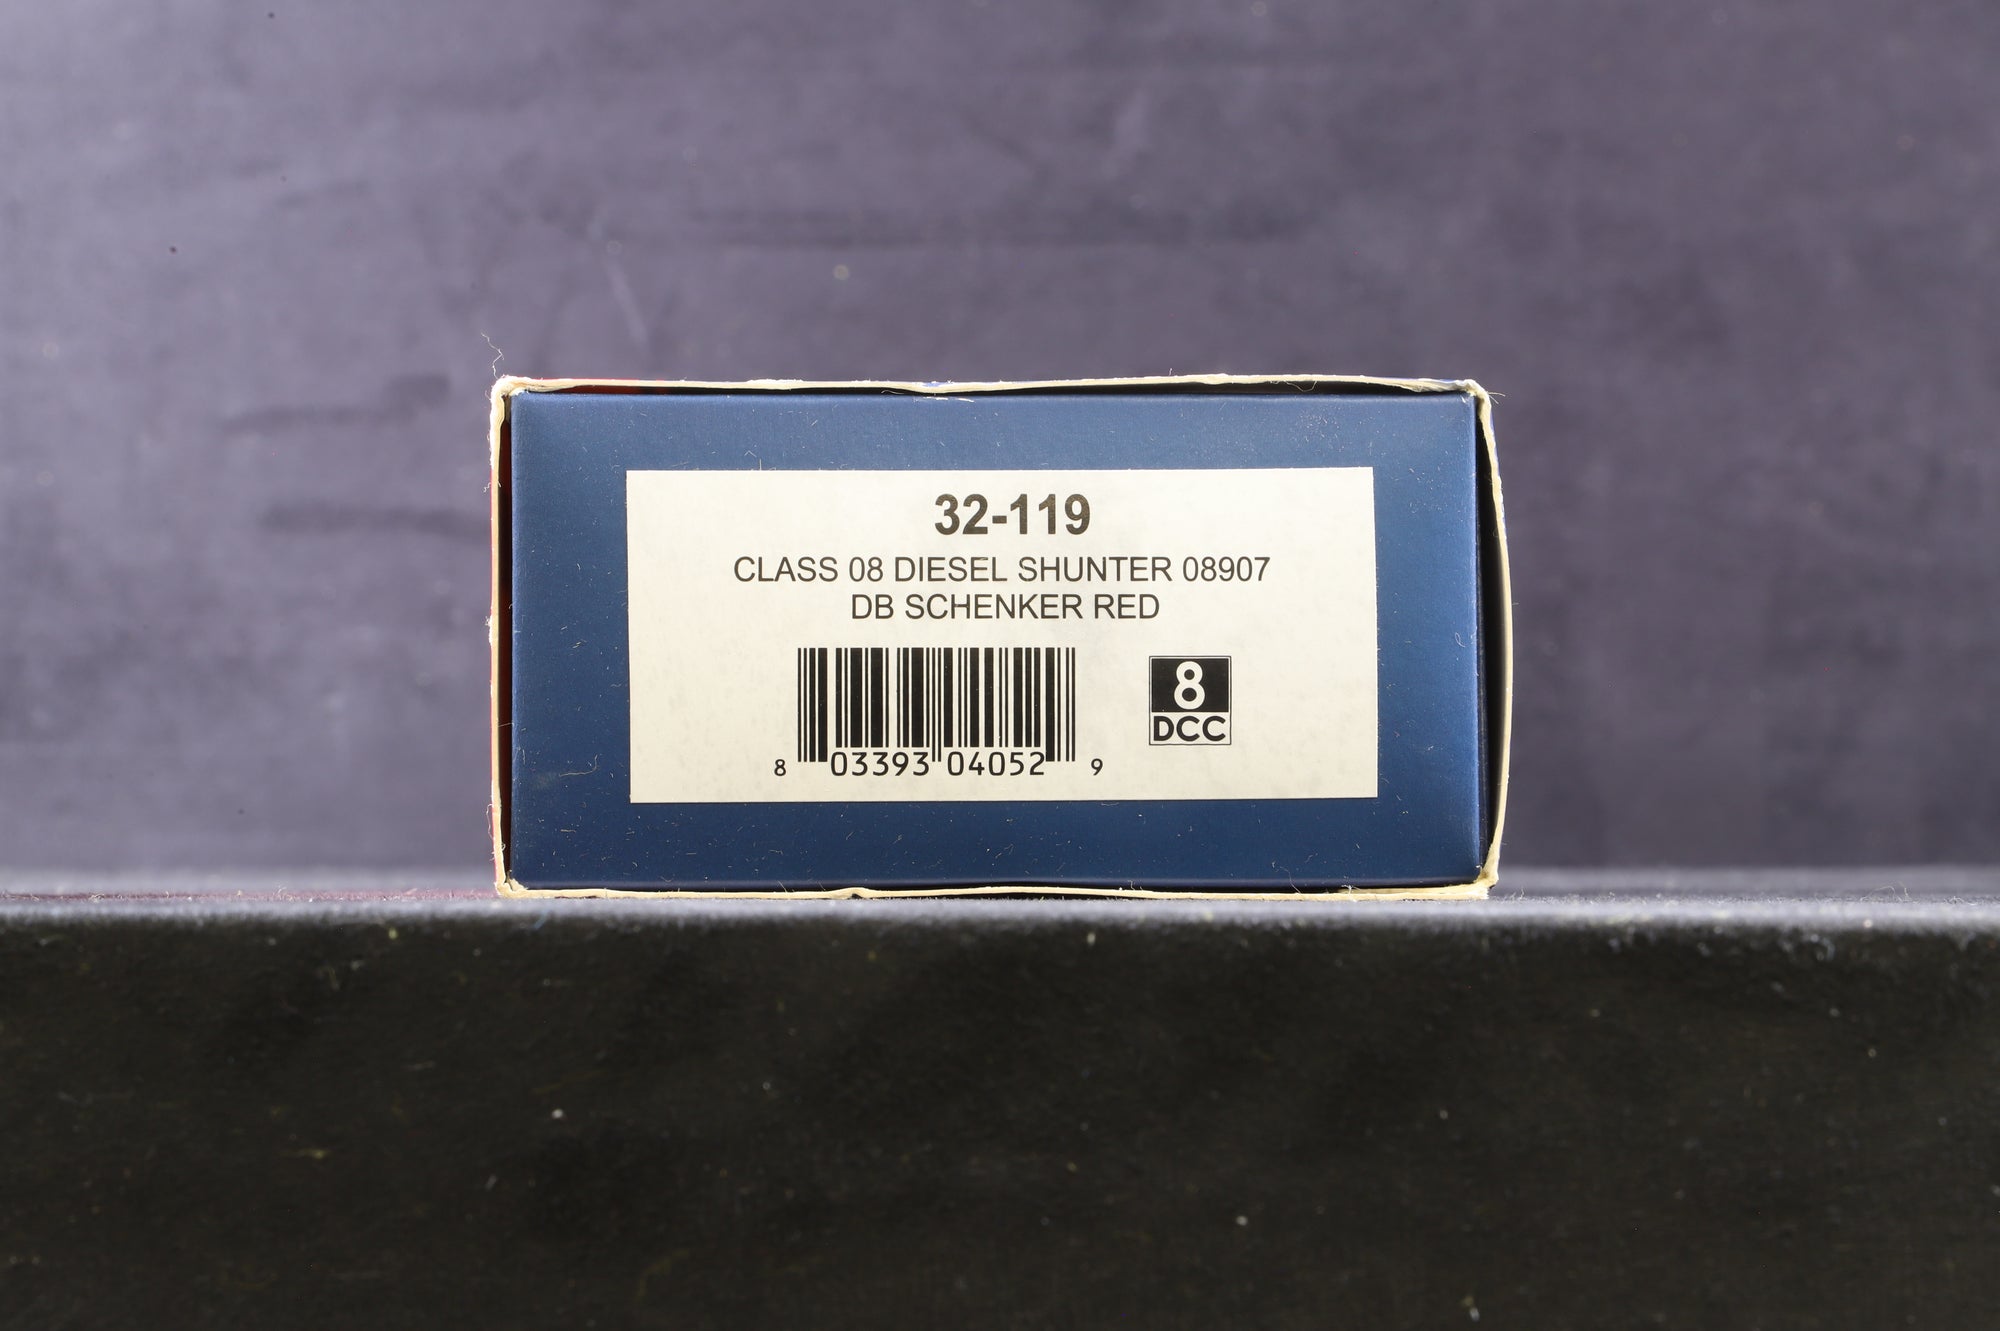 32-119
CLASS 08 DIESEL SHUNTER 08907
DB SCHENKER RED
8
DCC
8 03393 04052 9